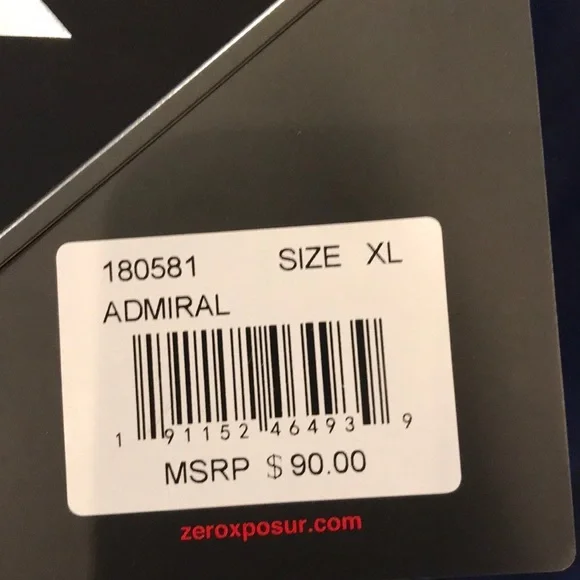 180581 SIZE XL
ADMIRAL
1 91152 46493 9
MSRP $ 90.00
zeroxposur.com